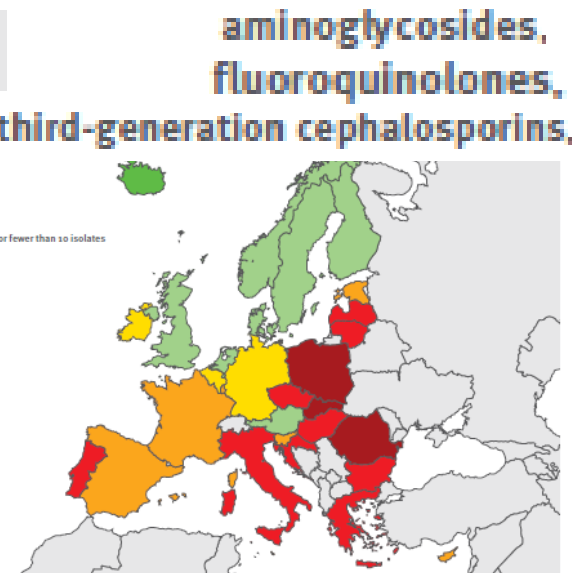 aminoglycosides,
fluoroquinolones,
third-generation cephalosporins,
or fewer than 10 isolates